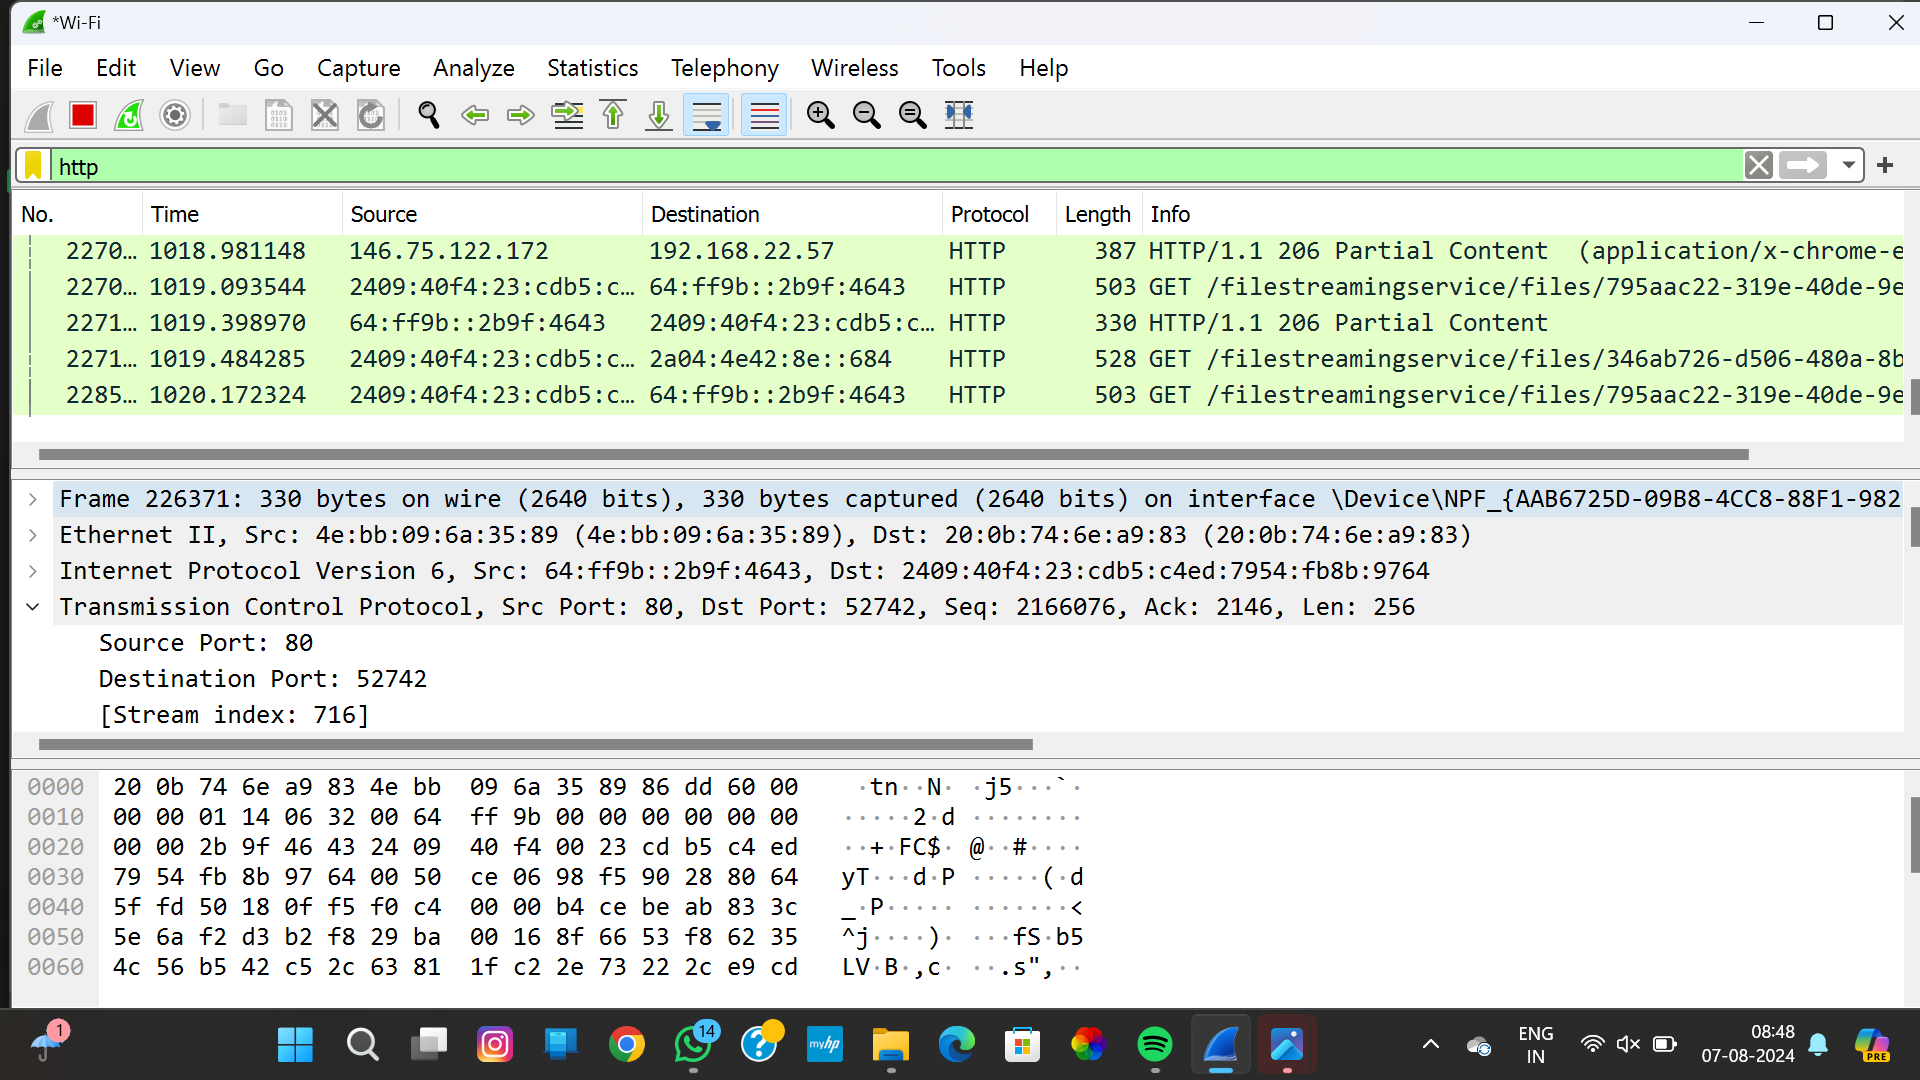 *Wi-Fi
File Edit View Go Capture Analyze Statistics Telephony Wireless Tools Help
http
No. Time Source Destination Protocol Length Info
2270… 1018.981148 146.75.122.172 192.168.22.57 HTTP 387 HTTP/1.1 206 Partial Content (application/x-chrome-e
2270… 1019.093544 2409:40f4:23:cdb5:c… 64:ff9b::2b9f:4643 HTTP 503 GET /filestreamingservice/files/795aac22-319e-40de-9e
2271… 1019.398970 64:ff9b::2b9f:4643 2409:40f4:23:cdb5:c… HTTP 330 HTTP/1.1 206 Partial Content
2271… 1019.484285 2409:40f4:23:cdb5:c… 2a04:4e42:8e::684 HTTP 528 GET /filestreamingservice/files/346ab726-d506-480a-8b
2285… 1020.172324 2409:40f4:23:cdb5:c… 64:ff9b::2b9f:4643 HTTP 503 GET /filestreamingservice/files/795aac22-319e-40de-9e
Frame 226371: 330 bytes on wire (2640 bits), 330 bytes captured (2640 bits) on interface \Device\NPF_{AAB6725D-09B8-4CC8-88F1-982
Ethernet II, Src: 4e:bb:09:6a:35:89 (4e:bb:09:6a:35:89), Dst: 20:0b:74:6e:a9:83 (20:0b:74:6e:a9:83)
Internet Protocol Version 6, Src: 64:ff9b::2b9f:4643, Dst: 2409:40f4:23:cdb5:c4ed:7954:fb8b:9764
Transmission Control Protocol, Src Port: 80, Dst Port: 52742, Seq: 2166076, Ack: 2146, Len: 256
Source Port: 80
Destination Port: 52742
[Stream index: 716]
0000 20 0b 74 6e a9 83 4e bb 09 6a 35 89 86 dd 60 00 ·tn··N· ·j5···`·
0010 00 00 01 14 06 32 00 64 ff 9b 00 00 00 00 00 00 ·····2·d ········
0020 00 00 2b 9f 46 43 24 09 40 f4 00 23 cd b5 c4 ed ··+·FC$· @··#····
0030 79 54 fb 8b 97 64 00 50 ce 06 98 f5 90 28 80 64 yT···d·P ·····(·d
0040 5f fd 50 18 0f f5 f0 c4 00 00 b4 ce be ab 83 3c _·P····· ·······<
0050 5e 6a f2 d3 b2 f8 29 ba 00 16 8f 66 53 f8 62 35 ^j····)· ···fS·b5
0060 4c 56 b5 42 c5 2c 63 81 1f c2 2e 73 22 2c e9 cd LV·B·,c· ··.s",··
1
14
myhp
ENG
IN
08:48
07-08-2024
PRE